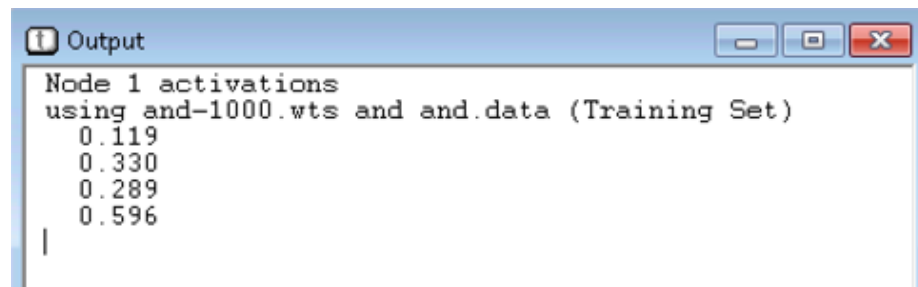 Output
Node 1 activations
using and-1000.wts and and.data (Training Set)
0.119
0.330
0.289
0.596